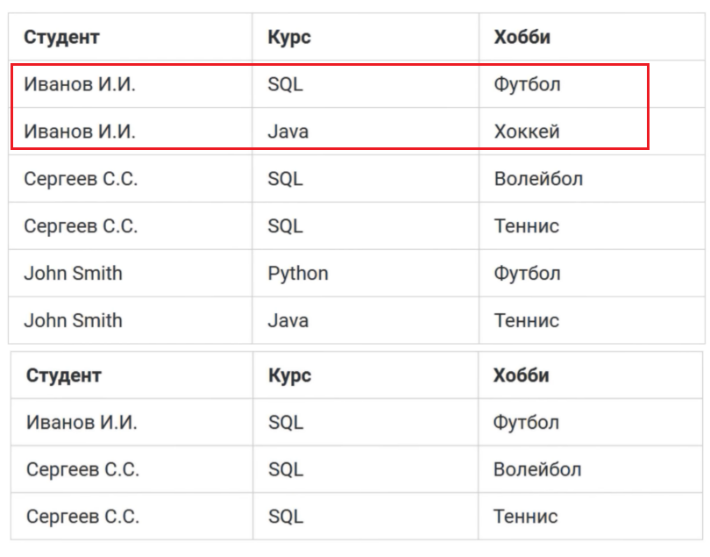 Студент Курс Хобби
Иванов И.И. SQL Футбол
Иванов И.И. Java Хоккей
Сергеев С.С. SQL Волейбол
Сергеев С.С. SQL Теннис
John Smith Python Футбол
John Smith Java Теннис
Студент Курс Хобби
Иванов И.И. SQL Футбол
Сергеев С.С. SQL Волейбол
Сергеев С.С. SQL Теннис